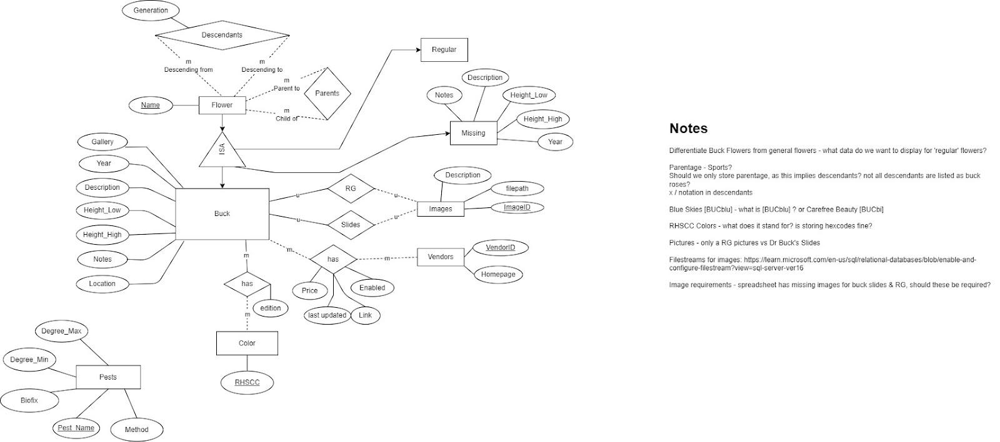 Generation
Descendants
m
Descending from
m
Descending to
m
Parent to
Parents
m
Child of
Name
Flower
ISA
Regular
Description
Notes
Height_Low
Height_High
Missing
Year
Gallery
Year
Description
Height_Low
Height_High
Notes
Location
Buck
u
RG
u
u
Slides
u
Description
filepath
ImageID
Images
m
has
m
Vendors
VendorID
Homepage
Price
Enabled
last updated
Link
m
has
edition
m
Color
RHSCC
Degree_Max
Degree_Min
Pests
Biofix
Pest_Name
Method
Notes
Differentiate Buck Flowers from general flowers - what data do we want to display for 'regular' flowers?
Parentage - Sports?
Should we only store parentage, as this implies descendants? not all descendants are listed as buck
roses?
x / notation in descendants
Blue Skies [BUCblu] - what is [BUCblu] ? or Carefree Beauty [BUCbi]
RHSCC Colors - what does it stand for? is storing hexcodes fine?
Pictures - only a RG pictures vs Dr Buck's Slides
Filestreams for images: https://learn.microsoft.com/en-us/sql/relational-databases/blob/enable-and-
configure-filestream?view=sql-server-ver16
Image requirements - spreadsheet has missing images for buck slides & RG, should these be required?